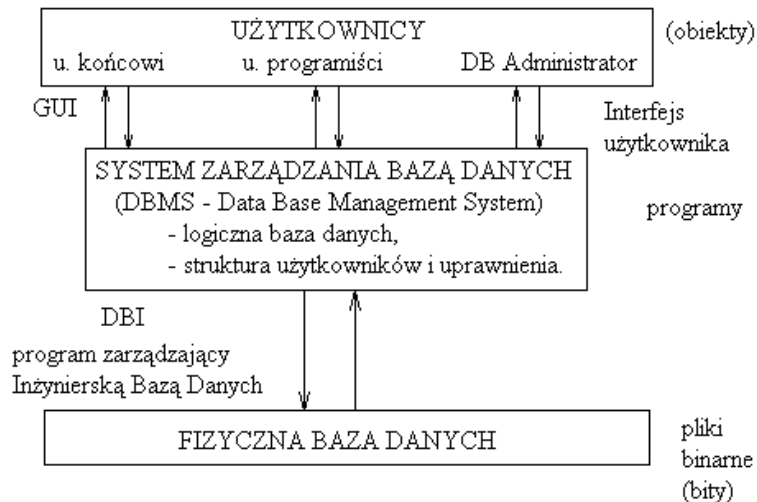 UŻYTKOWNICY
(obiekty)
u. końcowi u. programiści DB Administrator
GUI
Interfejs
użytkownika
SYSTEM ZARZĄDZANIA BAZĄ DANYCH
(DBMS - Data Base Management System)
- logiczna baza danych,
- struktura użytkowników i uprawnienia.
programy
DBI
program zarządzający
Inżynierską Bazą Danych
FIZYCZNA BAZA DANYCH
pliki
binarne
(bity)